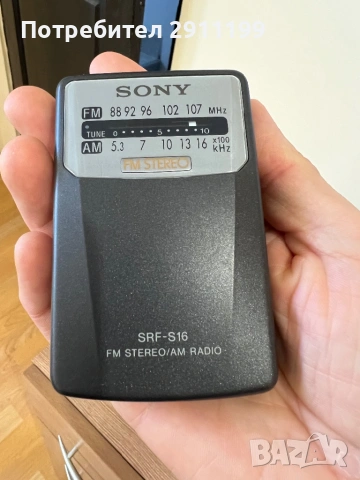 Потребител 2911199
SONY
FM 88 92 96 102 107 MHz
TUNE 0 5 10
AM 5.3 7 10 13 16 x100 kHz
FM STEREO
SRF-S16
FM STEREO/AM RADIO
BAZAR